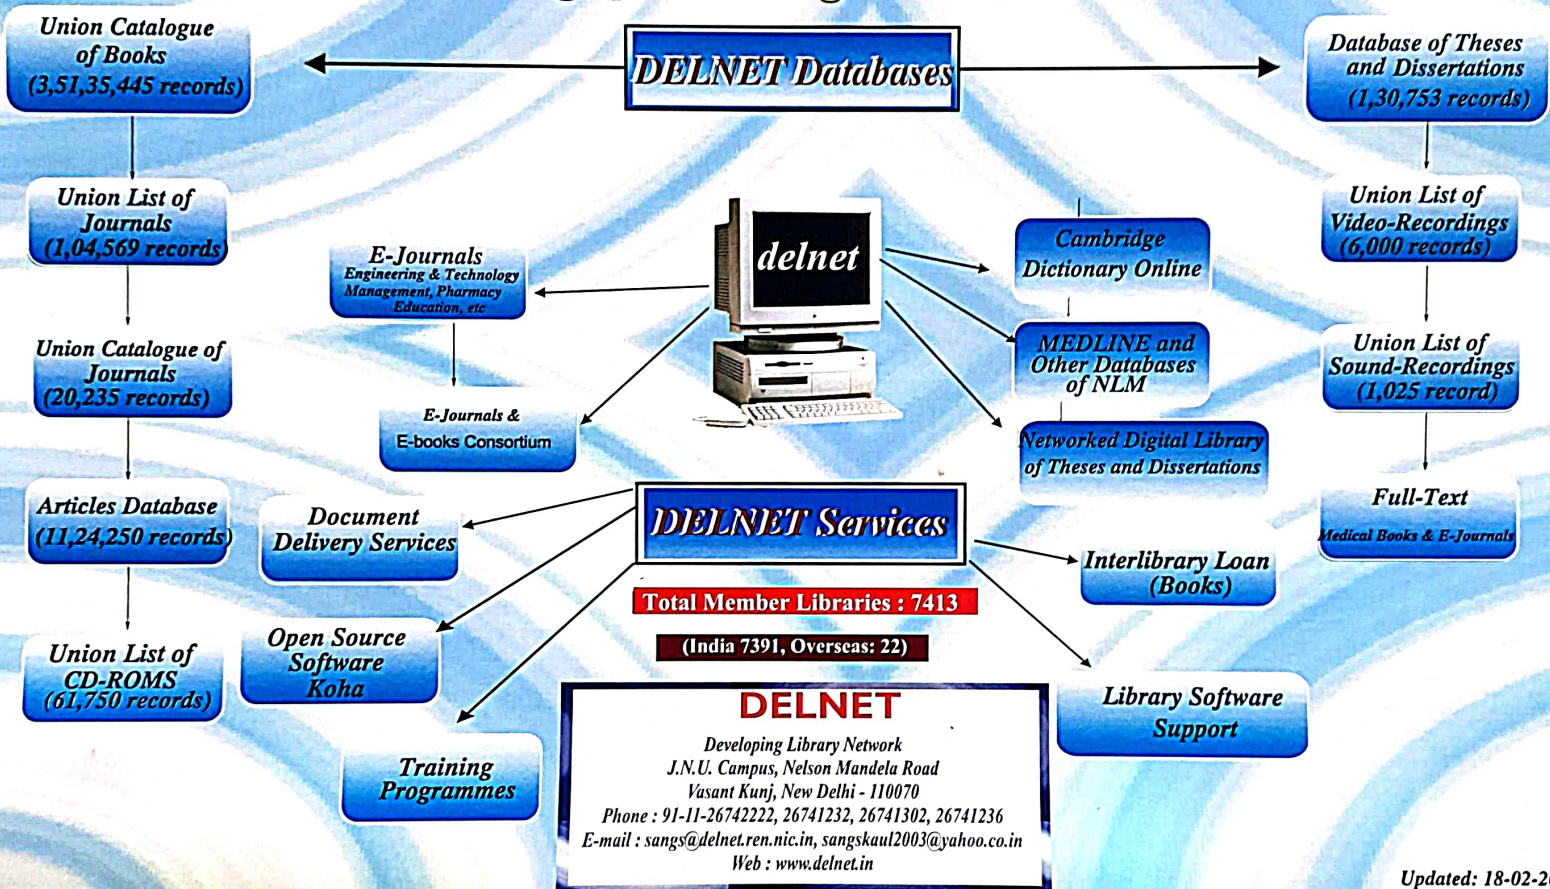 DELNET Databases
Union Catalogue
of Books
(3,51,35,445 records)
Union List of
Journals
(1,04,569 records)
Union Catalogue of
Journals
(20,235 records)
Articles Database
(11,24,250 records)
Union List of
CD-ROMS
(61,750 records)
Database of Theses
and Dissertations
(1,30,753 records)
Union List of
Video-Recordings
(6,000 records)
Union List of
Sound-Recordings
(1,025 record)
Full-Text
Medical Books & E-Journals
delnet
E-Journals
Engineering & Technology
Management, Pharmacy
Education, etc
E-Journals &
E-books Consortium
Cambridge
Dictionary Online
MEDLINE and
Other Databases
of NLM
Networked Digital Library
of Theses and Dissertations
DELNET Services
Document
Delivery Services
Open Source
Software
Koha
Training
Programmes
Interlibrary Loan
(Books)
Library Software
Support
Total Member Libraries : 7413
(India 7391, Overseas: 22)
DELNET
Developing Library Network
J.N.U. Campus, Nelson Mandela Road
Vasant Kunj, New Delhi - 110070
Phone : 91-11-26742222, 26741232, 26741302, 26741236
E-mail : sangs@delnet.ren.nic.in, sangskaul2003@yahoo.co.in
Web : www.delnet.in
Updated: 18-02-20